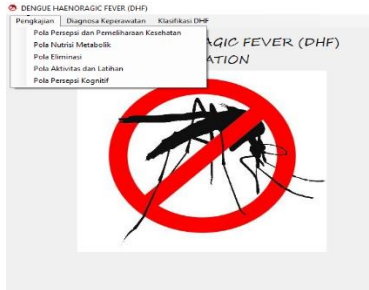 DENGUE HAENORAGIC FEVER (DHF)
Pengkajian Diagnosa Keperawatan Klasifikasi DHF
Pola Persepsi dan Pemeliharaan Kesehatan
Pola Nutrisi Metabolik
Pola Eliminasi
Pola Aktivitas dan Latihan
Pola Persepsi Kognitif
AGIC FEVER (DHF)
ATION